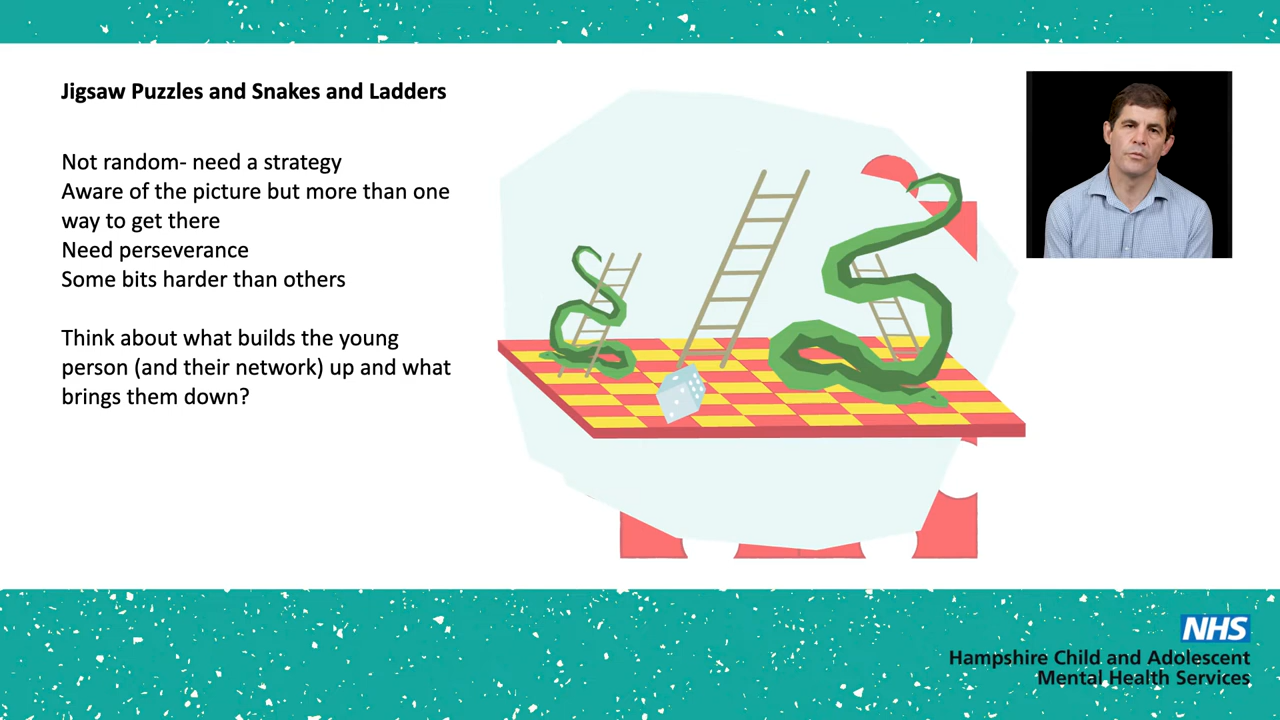 Jigsaw Puzzles and Snakes and Ladders
Not random- need a strategy
Aware of the picture but more than one
way to get there
Need perseverance
Some bits harder than others
Think about what builds the young
person (and their network) up and what
brings them down?
NHS
Hampshire Child and Adolescent
Mental Health Services